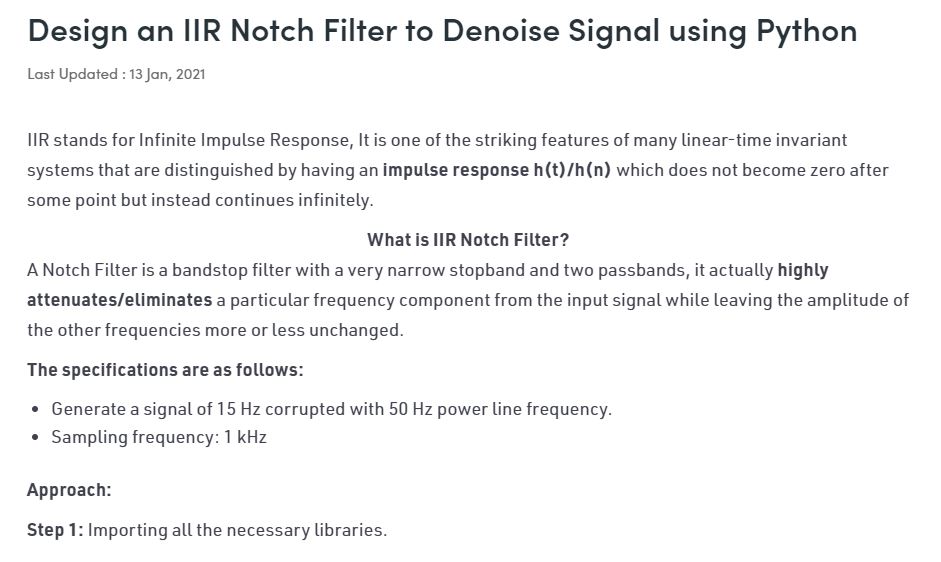 Design an IIR Notch Filter to Denoise Signal using Python
Last Updated : 13 Jan, 2021
IIR stands for Infinite Impulse Response, It is one of the striking features of many linear-time invariant
systems that are distinguished by having an impulse response h(t)/h(n) which does not become zero after
some point but instead continues infinitely.
What is IIR Notch Filter?
A Notch Filter is a bandstop filter with a very narrow stopband and two passbands, it actually highly
attenuates/eliminates a particular frequency component from the input signal while leaving the amplitude of
the other frequencies more or less unchanged.
The specifications are as follows:
• Generate a signal of 15 Hz corrupted with 50 Hz power line frequency.
• Sampling frequency: 1 kHz
Approach:
Step 1: Importing all the necessary libraries.